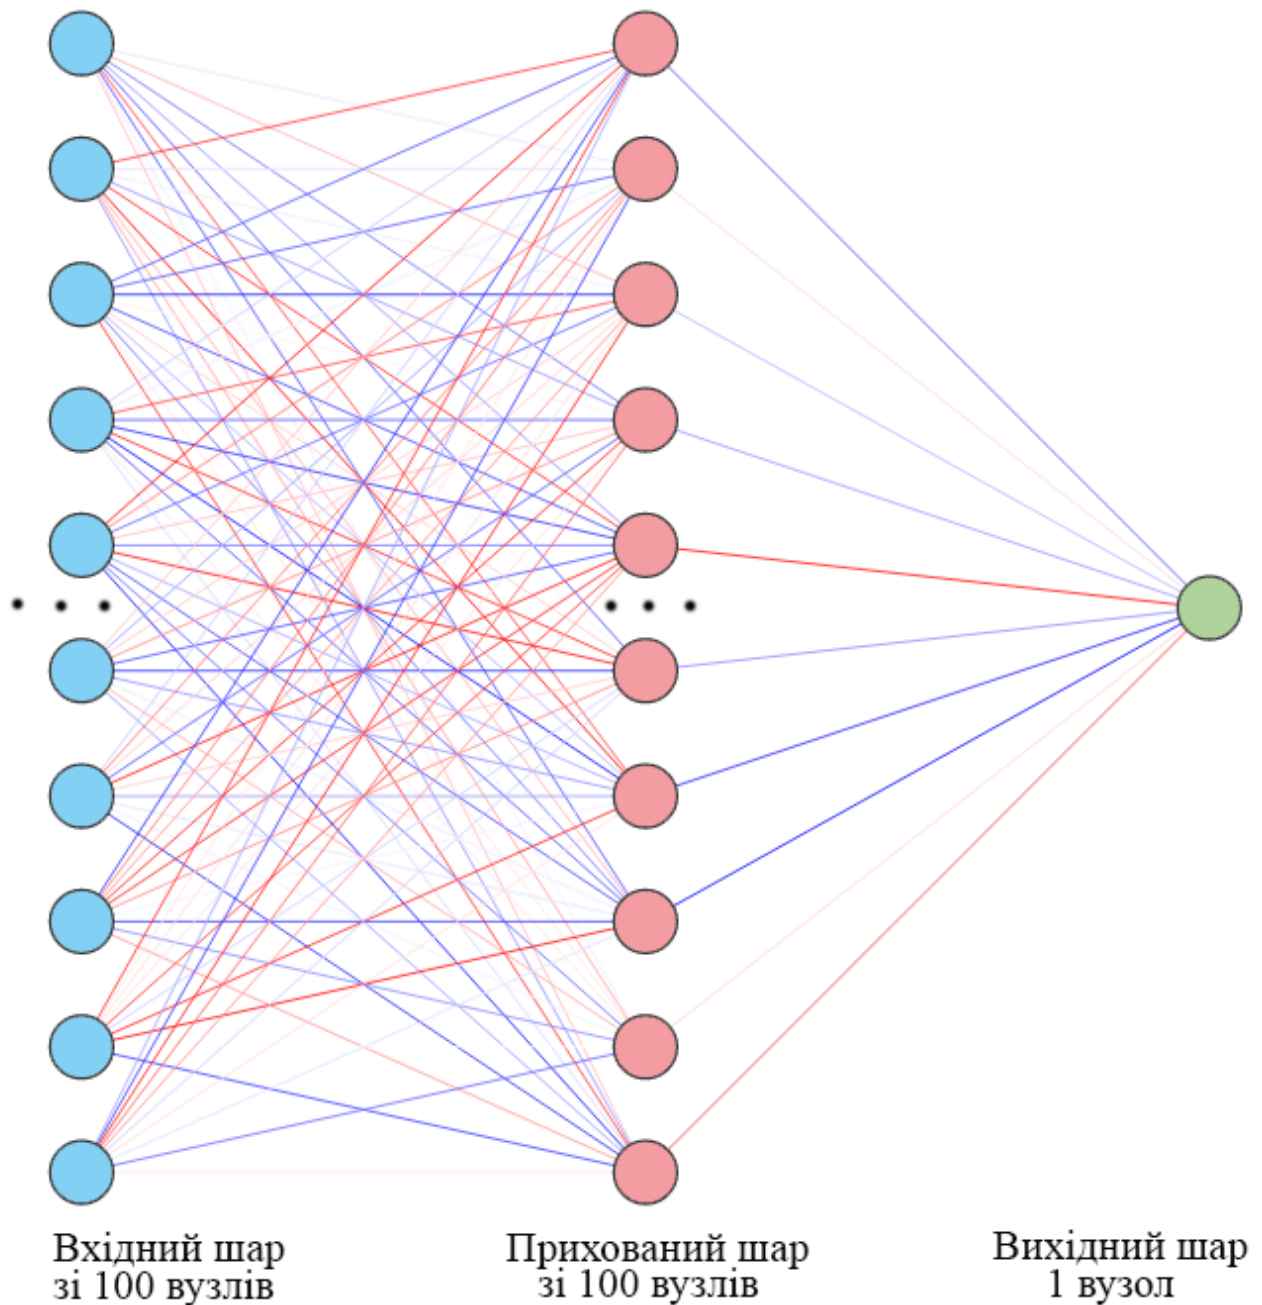 Вхідний шар
зі 100 вузлів
Прихований шар
зі 100 вузлів
Вихідний шар
1 вузол